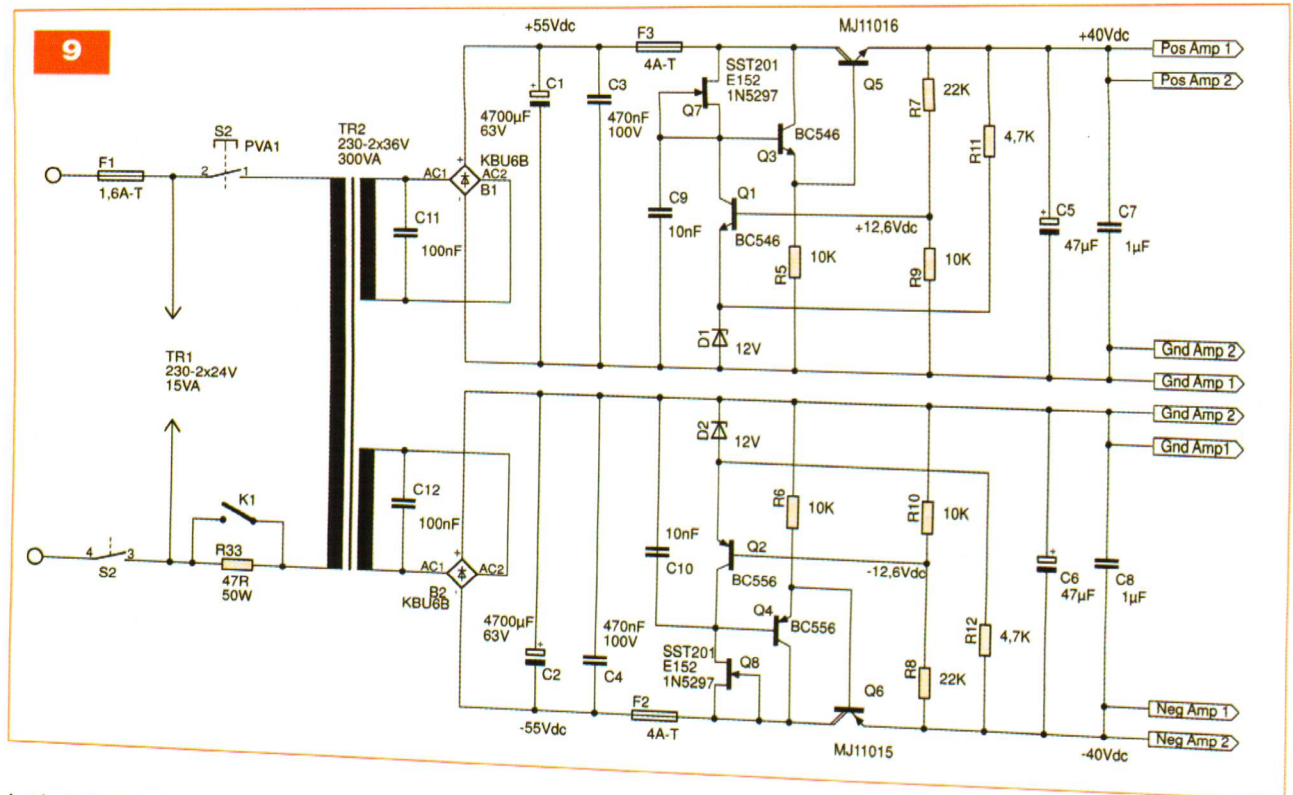 9
+55Vdc
F3
4A-T
MJ11016
+40Vdc
Pos Amp 1
Pos Amp 2
C1
4700µF
63V
C3
470nF
100V
SST201
E152
1N5297
Q7
Q5
R7
22K
BC546
Q3
R11
4,7K
F1
1,6A-T
S2
PVA1
2
1
TR2
230-2x36V
300VA
AC1
KBU6B
AC2
B1
+
-
C11
100nF
C9
10nF
Q1
BC546
+12,6Vdc
R5
10K
R9
10K
+
C5
47µF
C7
1µF
D1
12V
Gnd Amp 2
Gnd Amp 1
TR1
230-2x24V
15VA
Gnd Amp 2
Gnd Amp1
D2
12V
R6
10K
R10
10K
K1
R33
47R
50W
4
3
S2
C12
100nF
+
AC1
AC2
B2
KBU6B
-
10nF
C10
Q2
BC556
-12,6Vdc
+
C6
47µF
C8
1µF
4700µF
63V
+
C2
470nF
100V
C4
SST201
E152
1N5297
Q8
Q4
BC556
R8
22K
R12
4,7K
Q6
-55Vdc
F2
4A-T
MJ11015
-40Vdc
Neg Amp 1
Neg Amp 2